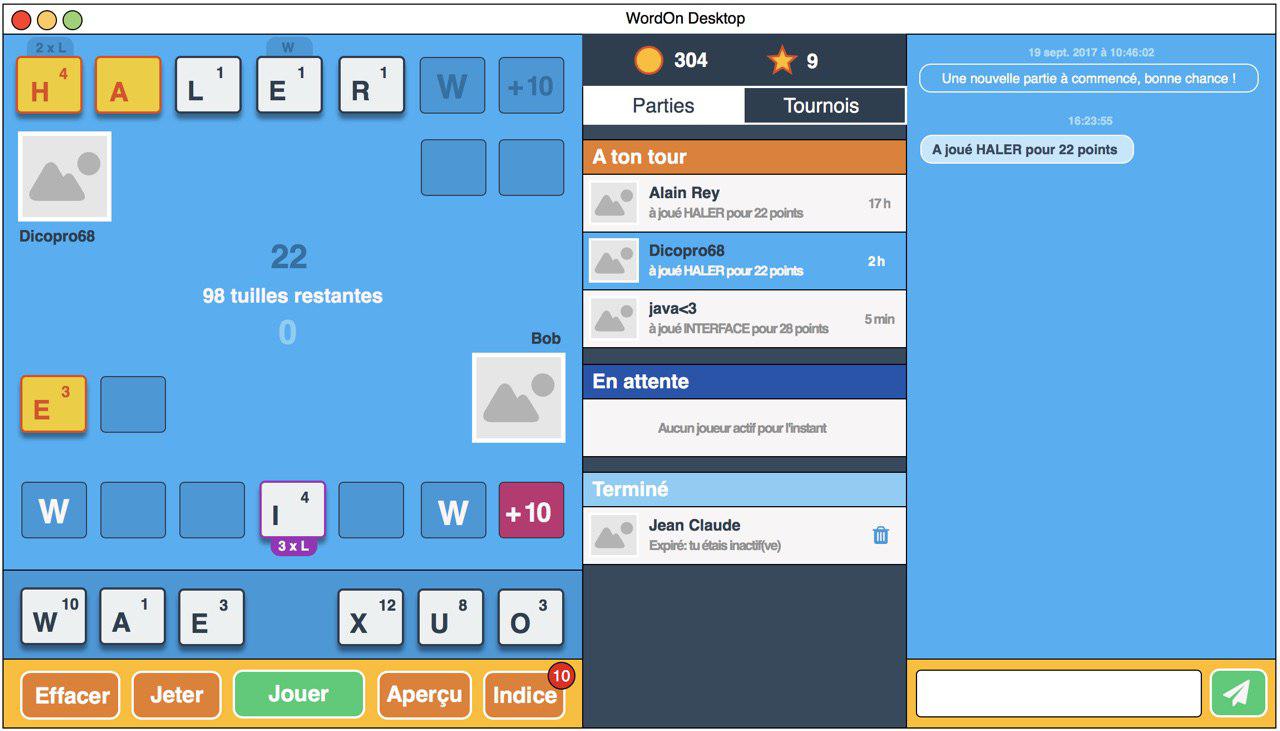 WordOn Desktop
2 x L
W
H 4
A
L 1
E 1
R 1
W
+10
Dicopro68
22
98 tuilles restantes
0
Bob
E 3
W
I 4
W
+10
3 x L
W 10
A 1
E 3
X 12
U 8
O 3
Effacer
Jeter
Jouer
Aperçu
Indice
10
304
9
Parties
Tournois
A ton tour
Alain Rey
à joué HALER pour 22 points
17 h
Dicopro68
à joué HALER pour 22 points
2 h
java<3
à joué INTERFACE pour 28 points
5 min
En attente
Aucun joueur actif pour l'instant
Terminé
Jean Claude
Expiré: tu étais inactif(ve)
19 sept. 2017 à 10:46:02
Une nouvelle partie à commencé, bonne chance !
16:23:55
A joué HALER pour 22 points